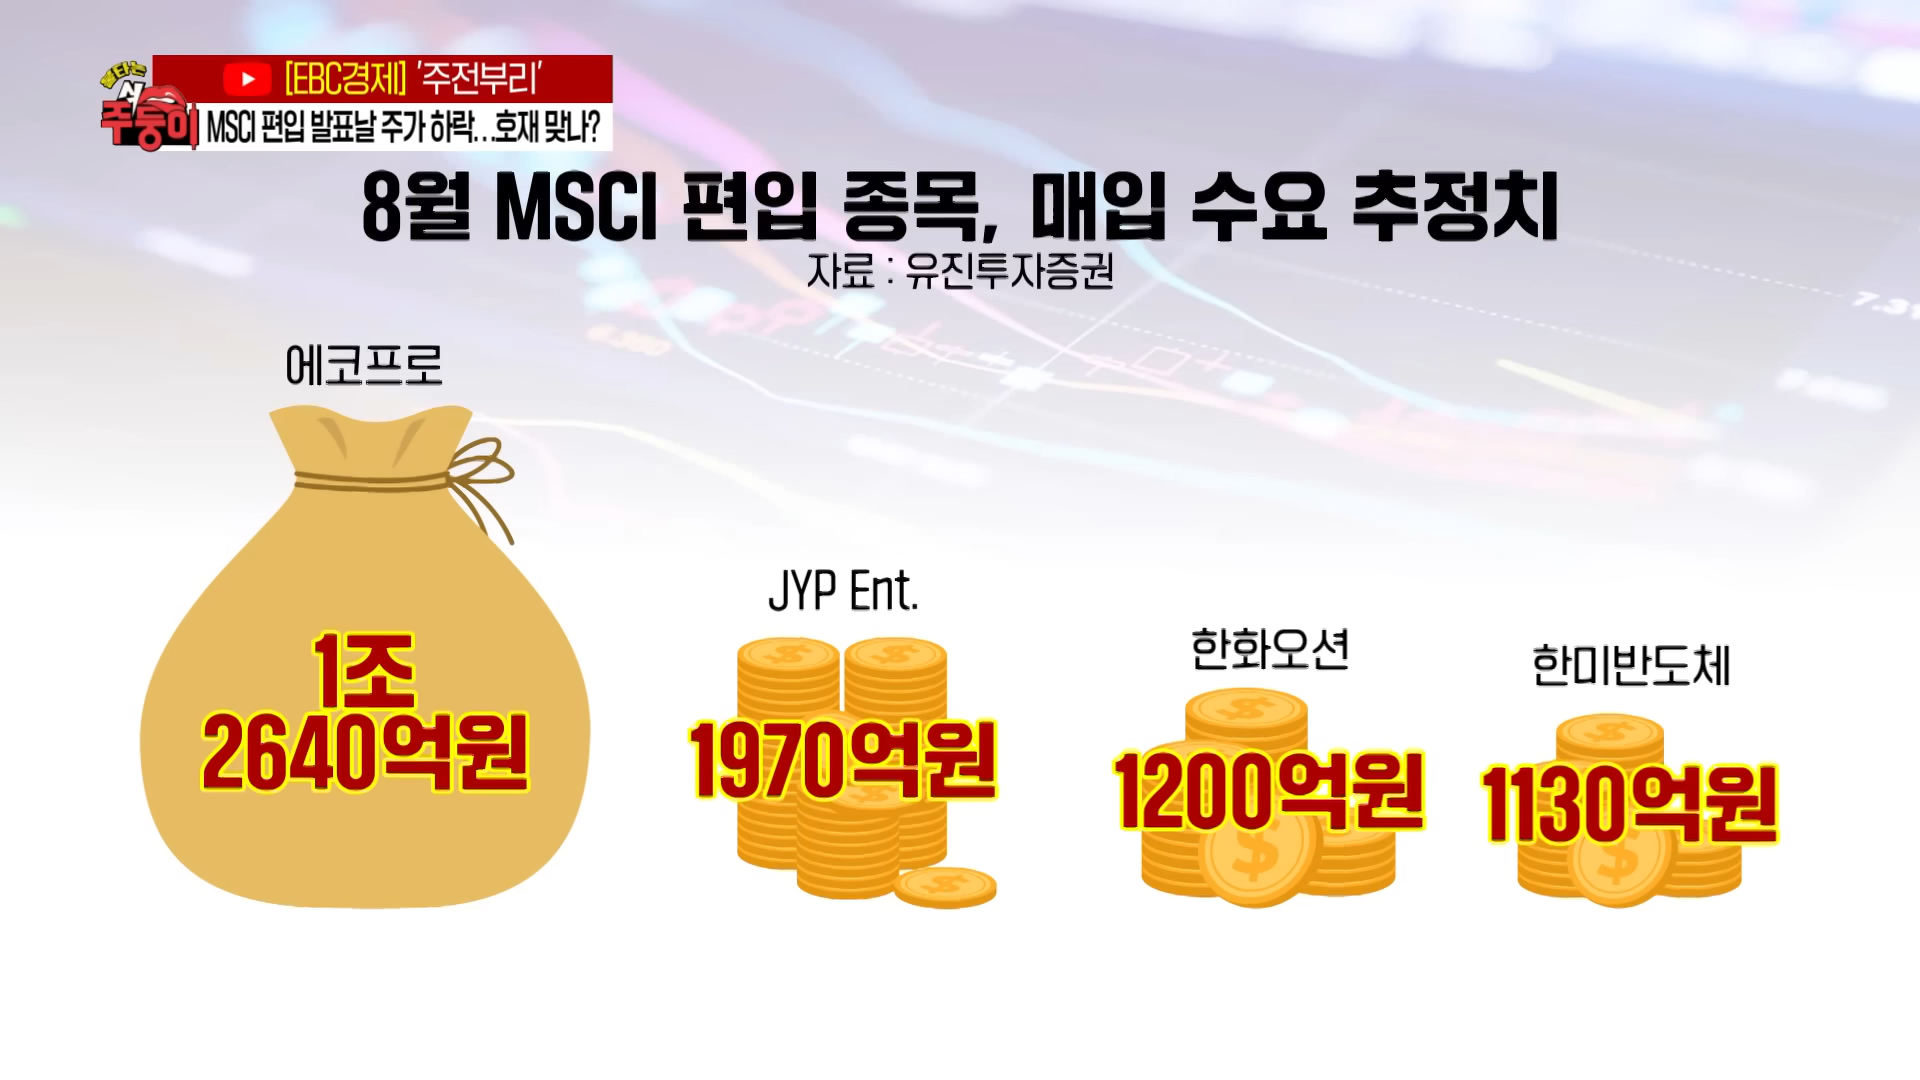 불타는
주둥이
[EBC경제] '주전부리'
MSCI 편입 발표날 주가 하락…호재 맞나?
8월 MSCI 편입 종목, 매입 수요 추정치
자료 : 유진투자증권
에코프로
1조
2640억원
JYP Ent.
1970억원
한화오션
1200억원
한미반도체
1130억원